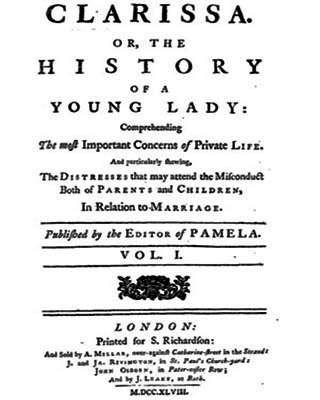 CLARISSA.
OR, THE
HISTORY
OF A
YOUNG LADY:
Comprehending
The most Important Concerns of Private LIFE.
And particularly shewing,
The DISTRESSES that may attend the Misconduct
Both of PARENTS and CHILDREN,
In Relation to MARRIAGE.
Published by the EDITOR of PAMELA.
VOL. I.
LONDON:
Printed for S. Richardson:
And Sold by A. MILLAR, over-against Catharine-street in the Strand:
J. and JA. RIVINGTON, in St. Paul's Church-yard:
JOHN OSBORN, in Pater-noster Row;
And by J. LEAKE, at Bath.
M.DCC.XLVIII.